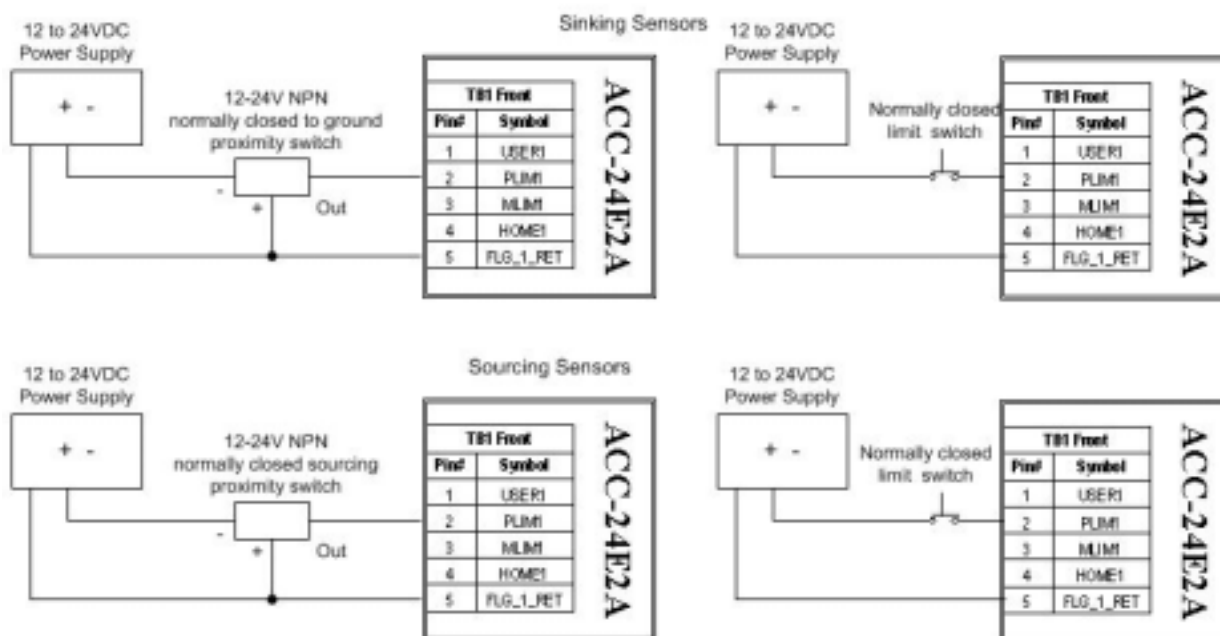 Sinking Sensors
12 to 24VDC
Power Supply
+ -
12-24V NPN
normally closed to ground
proximity switch
-
+
Out
TB1 Front
Pin# Symbol
1 USER1
2 PLIM1
3 MLIM1
4 HOME1
5 FLG_1_RET
ACC-24E2A
12 to 24VDC
Power Supply
+ -
Normally closed
limit switch
TB1 Front
Pin# Symbol
1 USER1
2 PLIM1
3 MLIM1
4 HOME1
5 FLG_1_RET
ACC-24E2A
Sourcing Sensors
12 to 24VDC
Power Supply
+ -
12-24V NPN
normally closed sourcing
proximity switch
-
+
Out
TB1 Front
Pin# Symbol
1 USER1
2 PLIM1
3 MLIM1
4 HOME1
5 FLG_1_RET
ACC-24E2A
12 to 24VDC
Power Supply
+ -
Normally closed
limit switch
TB1 Front
Pin# Symbol
1 USER1
2 PLIM1
3 MLIM1
4 HOME1
5 FLG_1_RET
ACC-24E2A